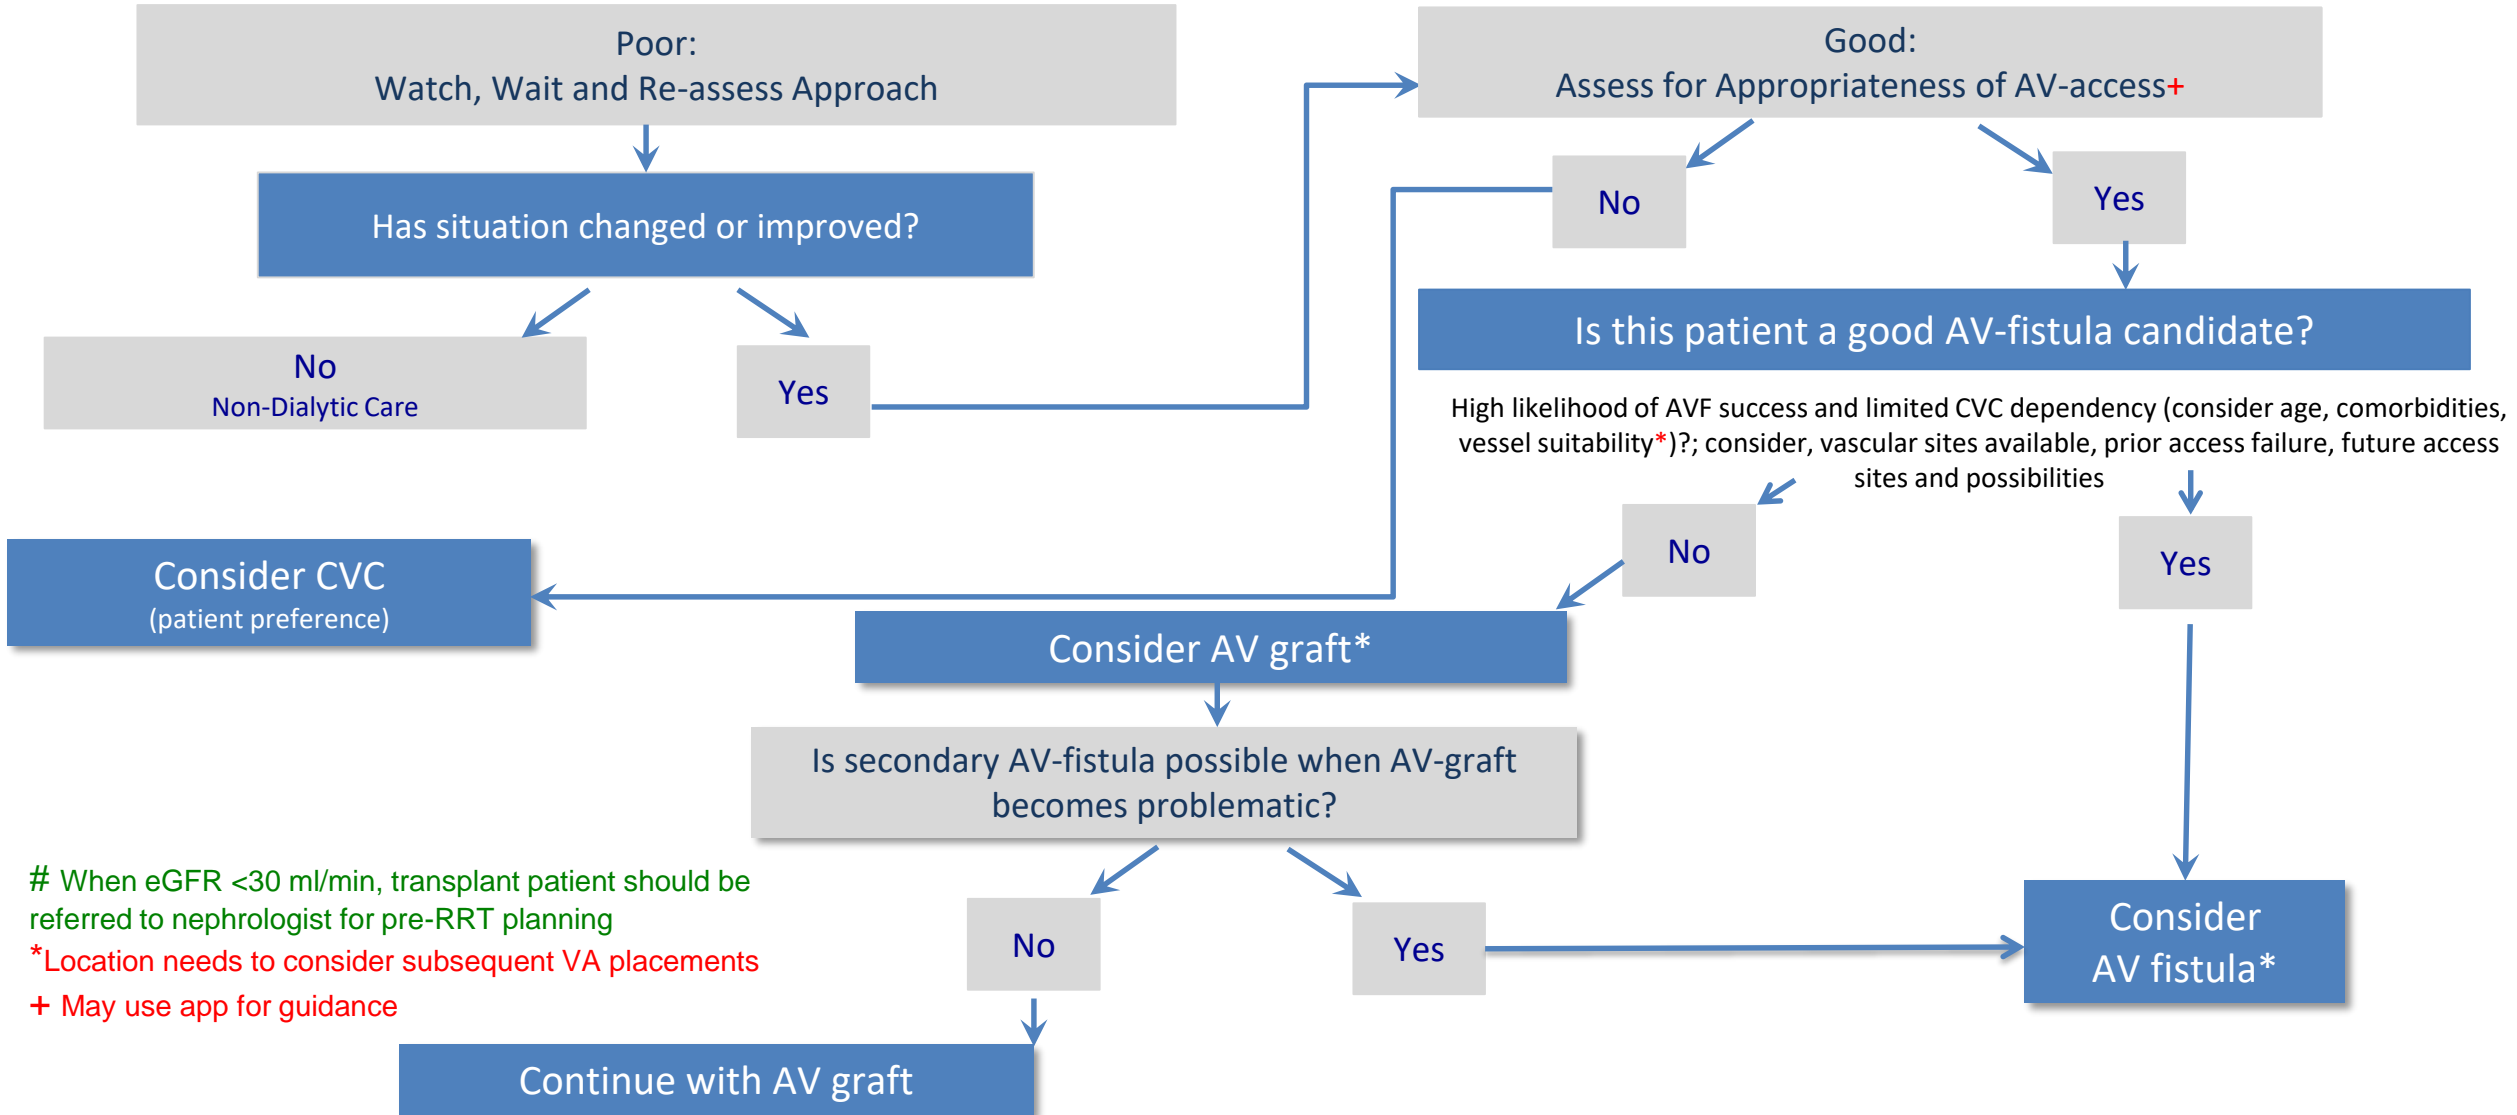 Poor:
Watch, Wait and Re-assess Approach
Has situation changed or improved?
No
Non-Dialytic Care
Yes
Good:
Assess for Appropriateness of AV-access+
No
Yes
Is this patient a good AV-fistula candidate?
High likelihood of AVF success and limited CVC dependency (consider age, comorbidities,
vessel suitability*)?; consider, vascular sites available, prior access failure, future access
sites and possibilities
No
Yes
Consider CVC
(patient preference)
Consider AV graft*
Is secondary AV-fistula possible when AV-graft
becomes problematic?
No
Yes
Consider
AV fistula*
Continue with AV graft
# When eGFR <30 ml/min, transplant patient should be
referred to nephrologist for pre-RRT planning
*Location needs to consider subsequent VA placements
+ May use app for guidance